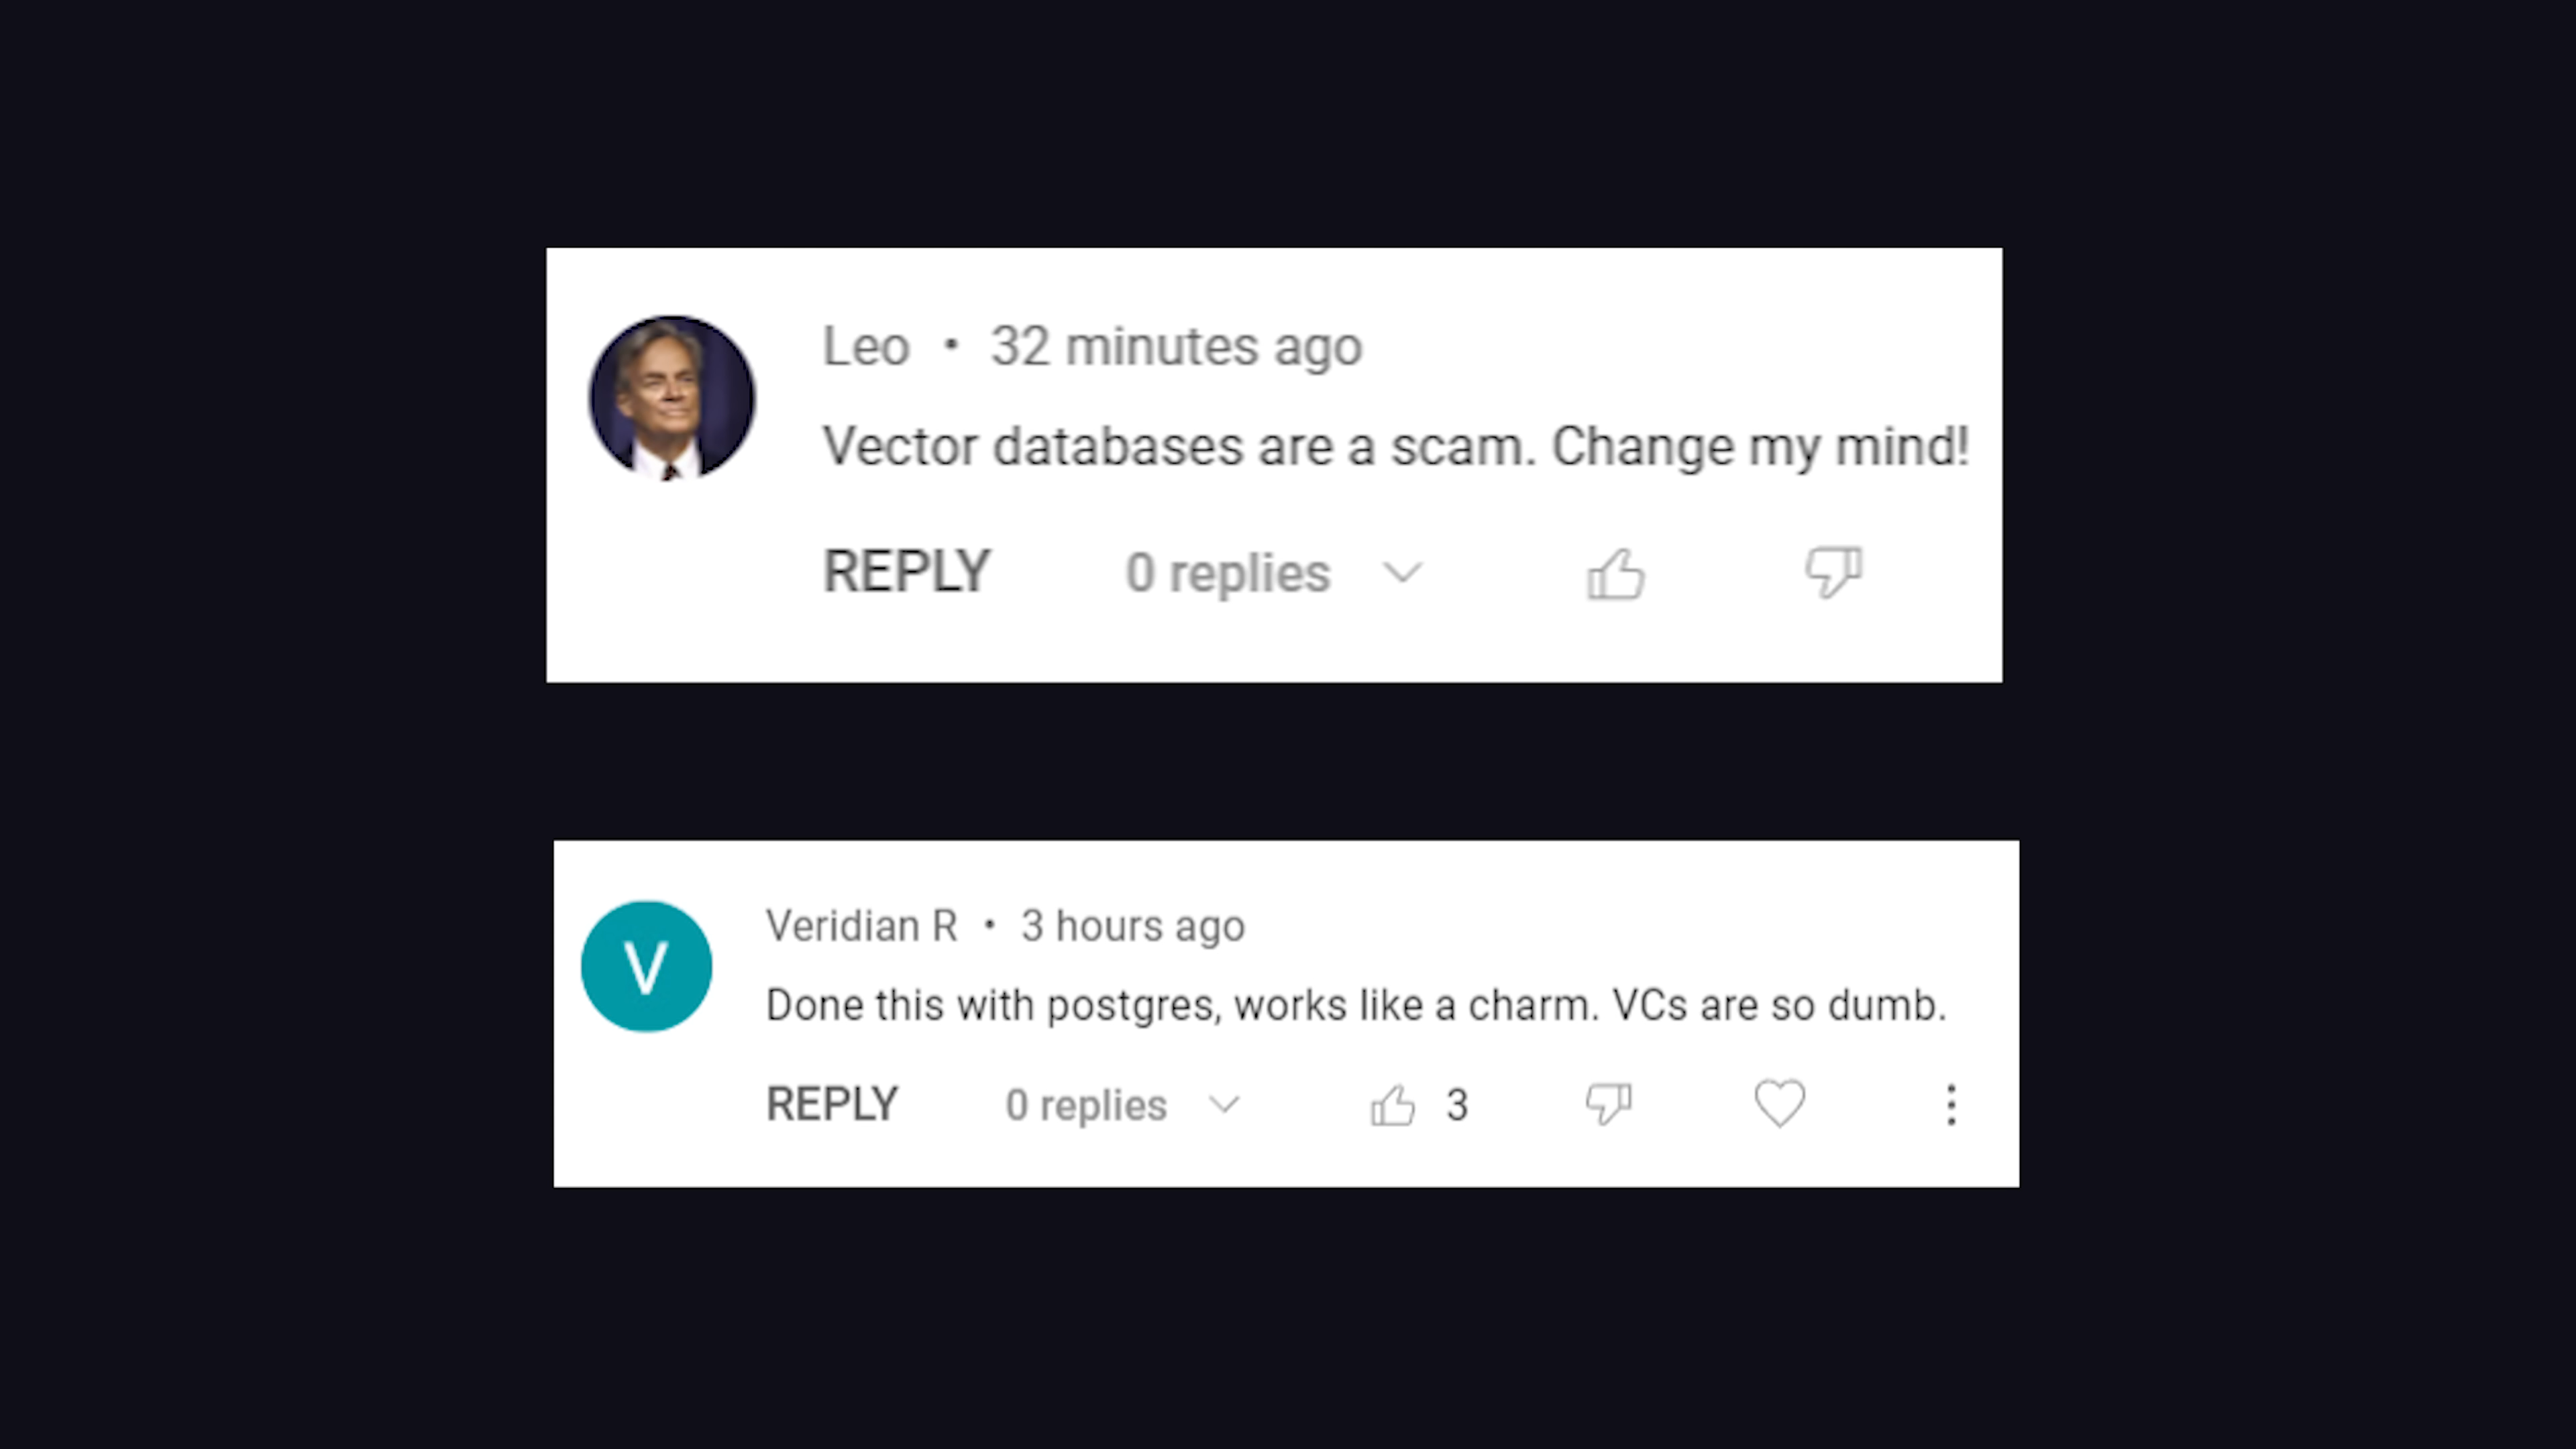 Leo • 32 minutes ago
Vector databases are a scam. Change my mind!
REPLY 0 replies
V
Veridian R • 3 hours ago
Done this with postgres, works like a charm. VCs are so dumb.
REPLY 0 replies 3